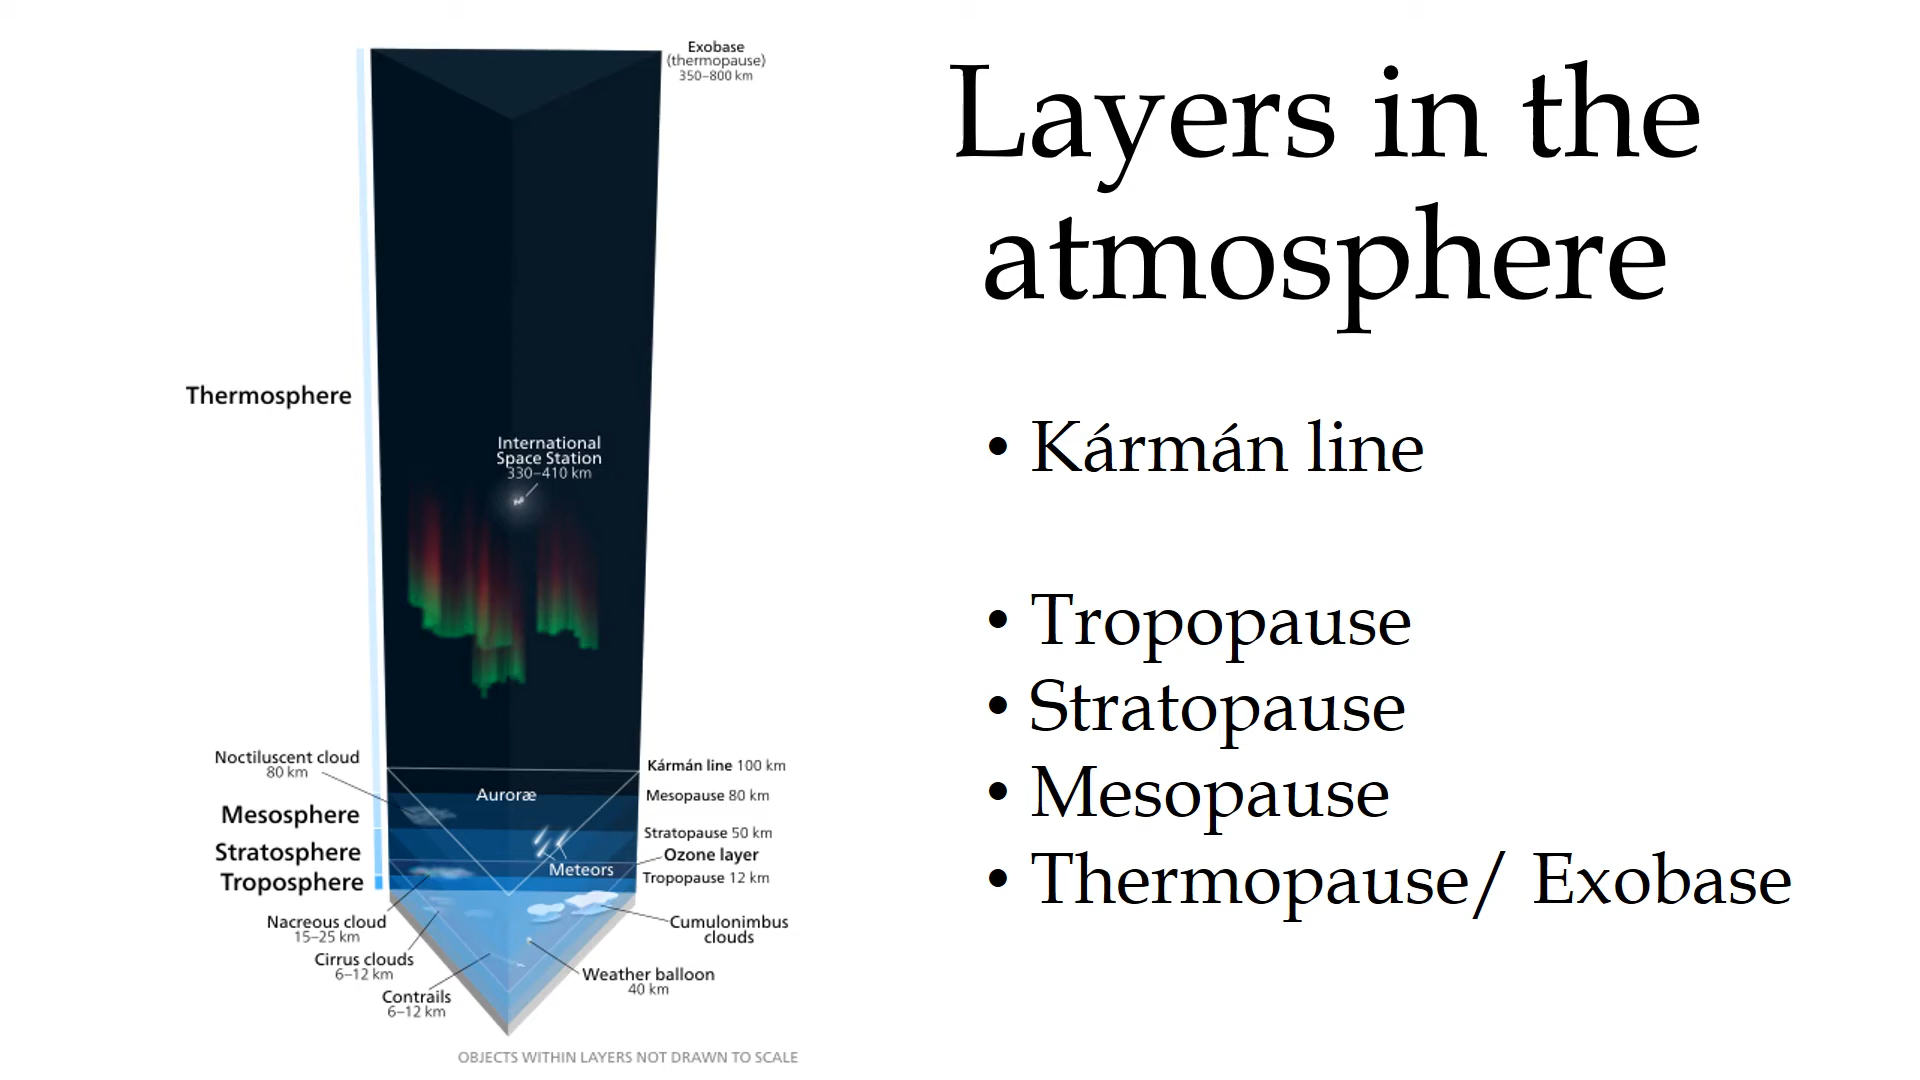 Layers in the
atmosphere
• Kármán line
• Tropopause
• Stratopause
• Mesopause
• Thermopause/ Exobase
Exobase
(thermopause)
350–800 km
Thermosphere
International
Space Station
330–410 km
Noctiluscent cloud
80 km
Kármán line 100 km
Auroræ
Mesopause 80 km
Mesosphere
Stratopause 50 km
Stratosphere
Ozone layer
Meteors
Troposphere
Tropopause 12 km
Nacreous cloud
15–25 km
Cumulonimbus
clouds
Cirrus clouds
6–12 km
Weather balloon
40 km
Contrails
6–12 km
OBJECTS WITHIN LAYERS NOT DRAWN TO SCALE